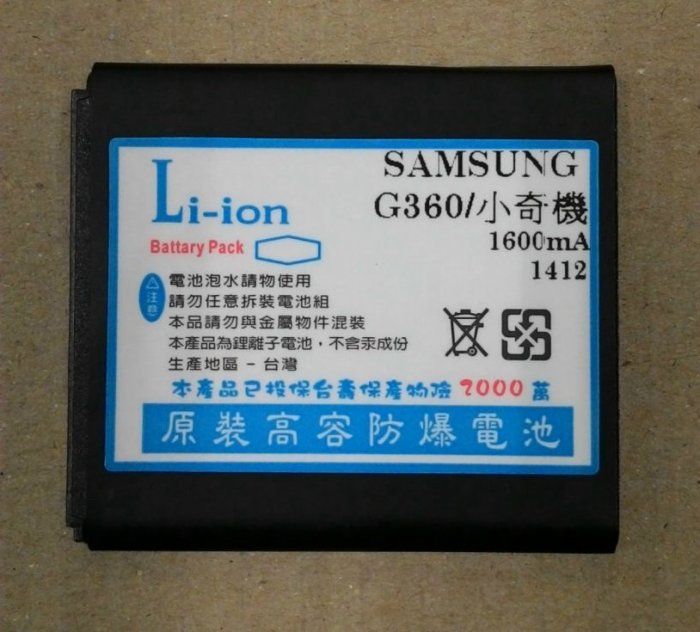 SAMSUNG
Li-ion
G360/小奇機
Battary Pack
1600mA
1412
注意
電池泡水請物使用
請勿任意拆裝電池組
本品請勿與金屬物件混裝
本產品為鋰離子電池，不含汞成份
生產地區－台灣
本產品已投保台壽保產物險 2000 萬
原裝高容防爆電池